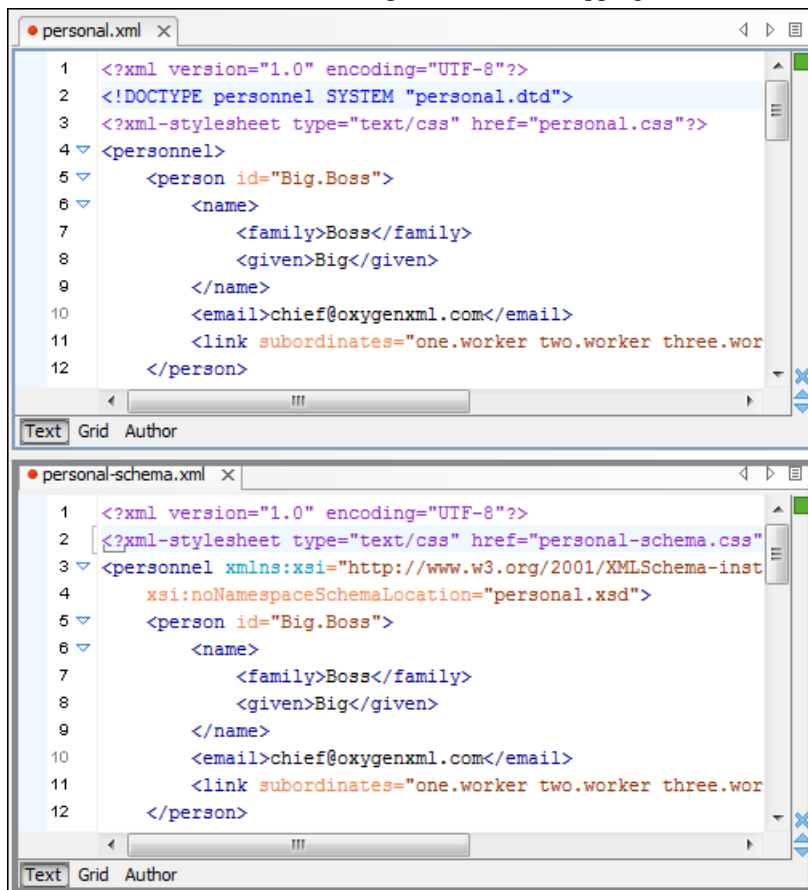 personal.xml
1 <?xml version="1.0" encoding="UTF-8"?>
2 <!DOCTYPE personnel SYSTEM "personal.dtd">
3 <?xml-stylesheet type="text/css" href="personal.css"?>
4 <personnel>
5 <person id="Big.Boss">
6 <name>
7 <family>Boss</family>
8 <given>Big</given>
9 </name>
10 <email>chief@oxygenxml.com</email>
11 <link subordinates="one.worker two.worker three.wor
12 </person>
Text Grid Author
personal-schema.xml
1 <?xml version="1.0" encoding="UTF-8"?>
2 <?xml-stylesheet type="text/css" href="personal-schema.css"
3 <personnel xmlns:xsi="http://www.w3.org/2001/XMLSchema-inst
4 xsi:noNamespaceSchemaLocation="personal.xsd">
5 <person id="Big.Boss">
6 <name>
7 <family>Boss</family>
8 <given>Big</given>
9 </name>
10 <email>chief@oxygenxml.com</email>
11 <link subordinates="one.worker two.worker three.wor
12 </person>
Text Grid Author